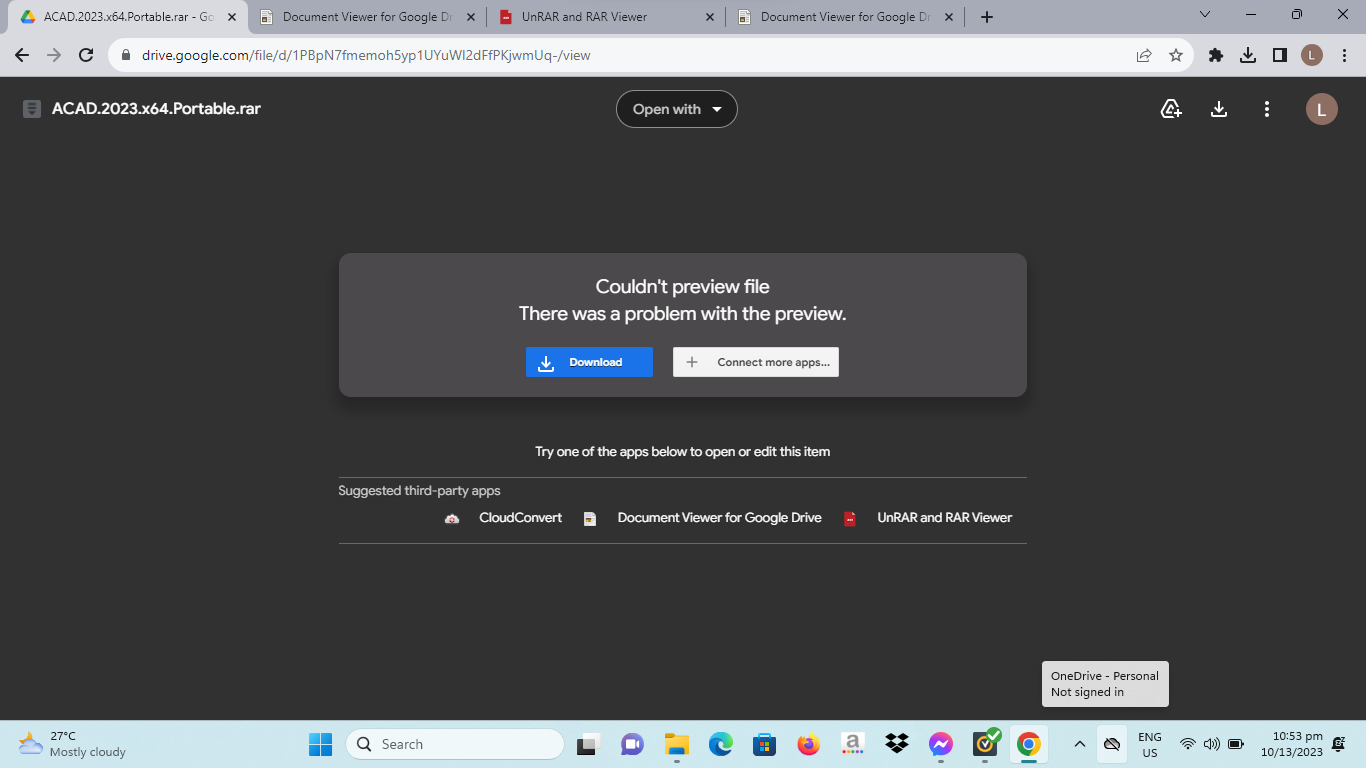 ACAD.2023.x64.Portable.rar - Go
Document Viewer for Google Dr
UnRAR and RAR Viewer
Document Viewer for Google Dr
drive.google.com/file/d/1PBpN7fmemoh5yp1UYuWl2dFfPKjwmUq-/view
L
ACAD.2023.x64.Portable.rar
Open with
L
Couldn't preview file
There was a problem with the preview.
Download
Connect more apps...
Try one of the apps below to open or edit this item
Suggested third-party apps
CloudConvert
Document Viewer for Google Drive
UnRAR and RAR Viewer
OneDrive - Personal
Not signed in
27°C
Mostly cloudy
Search
a
ENG
US
10:53 pm
10/13/2023